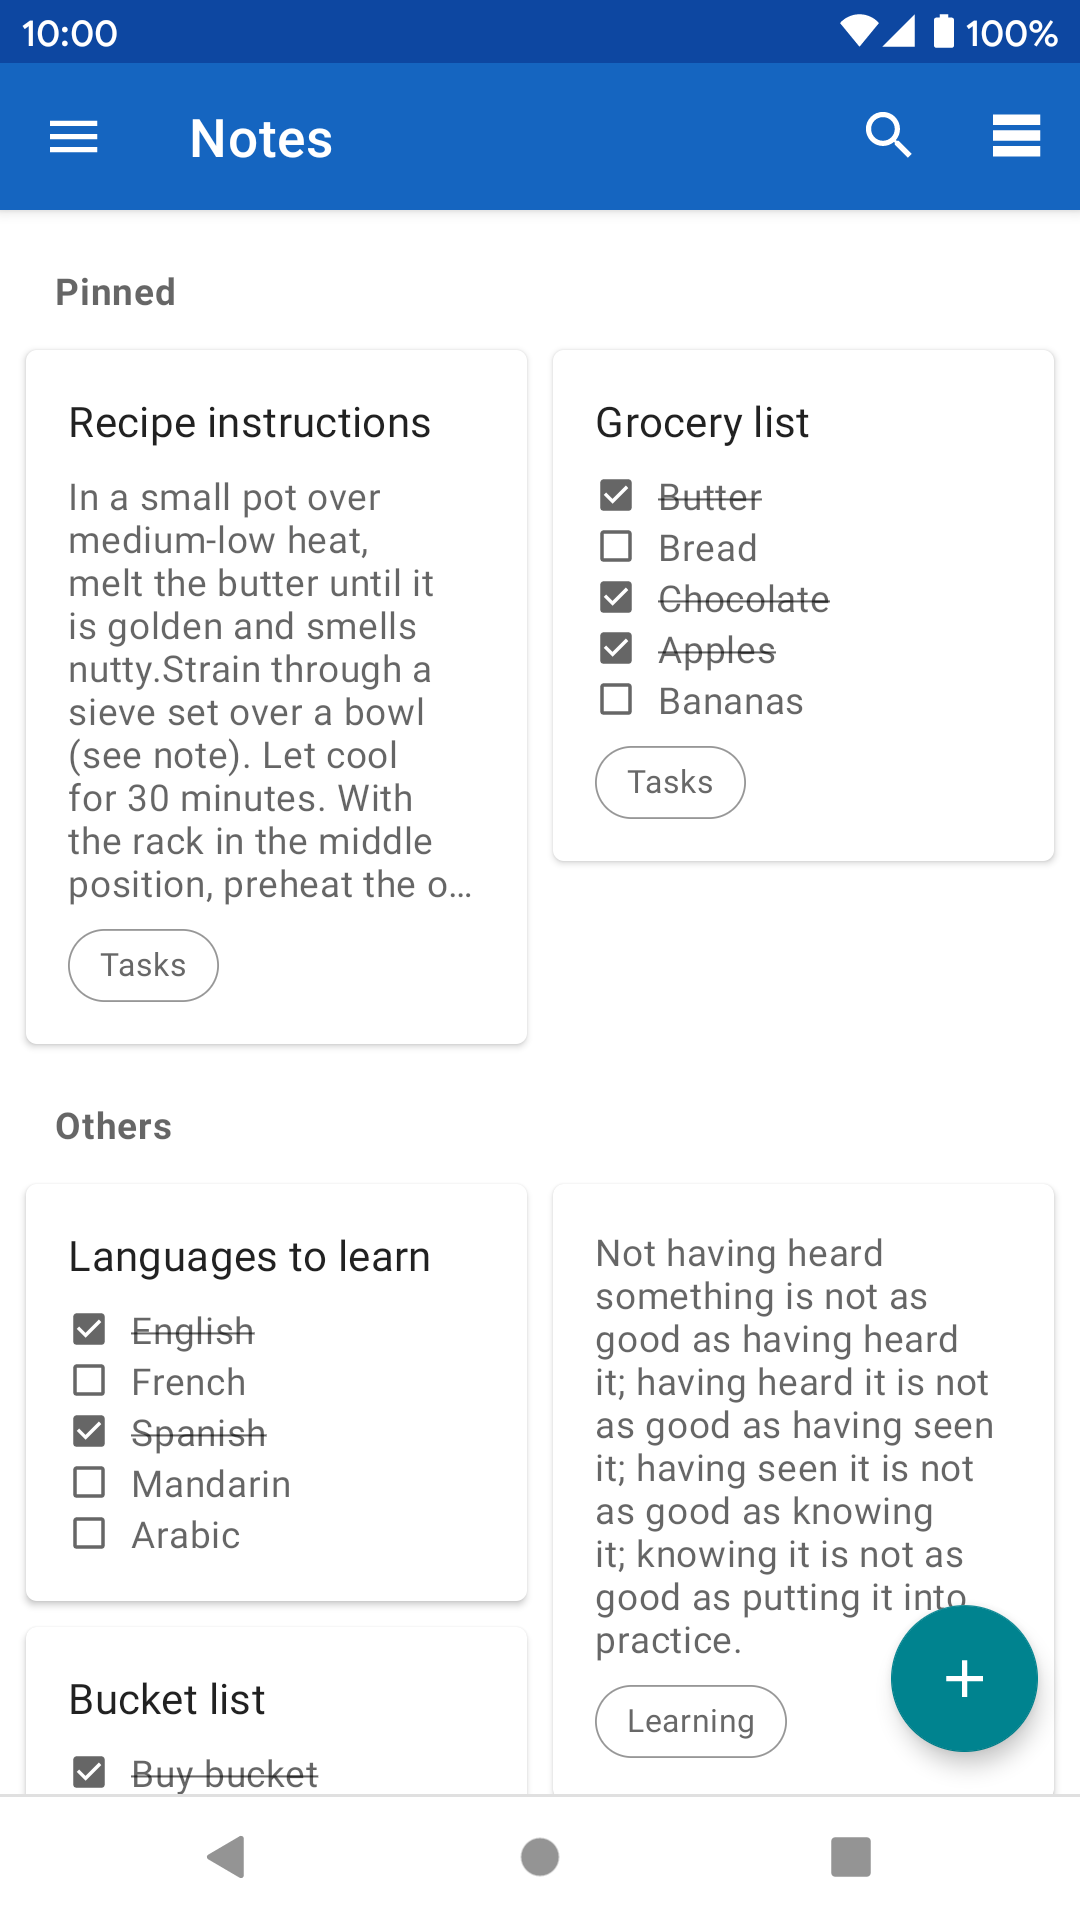 10:00
100%
Notes
Pinned
Recipe instructions
In a small pot over
medium-low heat,
melt the butter until it
is golden and smells
nutty.Strain through a
sieve set over a bowl
(see note). Let cool
for 30 minutes. With
the rack in the middle
position, preheat the o...
Tasks
Grocery list
Butter
Bread
Chocolate
Apples
Bananas
Tasks
Others
Languages to learn
English
French
Spanish
Mandarin
Arabic
Bucket list
Buy bucket
Not having heard
something is not as
good as having heard
it; having heard it is not
as good as having seen
it; having seen it is not
as good as knowing
it; knowing it is not as
good as putting it into
practice.
Learning